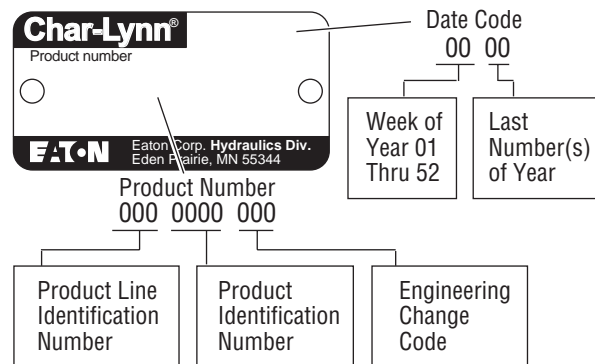 Char-Lynn®
Product number
EATON
Eaton Corp. Hydraulics Div.
Eden Prairie, MN 55344
Date Code
00 00
Week of
Year 01
Thru 52
Last
Number(s)
of Year
Product Number
000 0000 000
Product Line
Identification
Number
Product
Identification
Number
Engineering
Change
Code